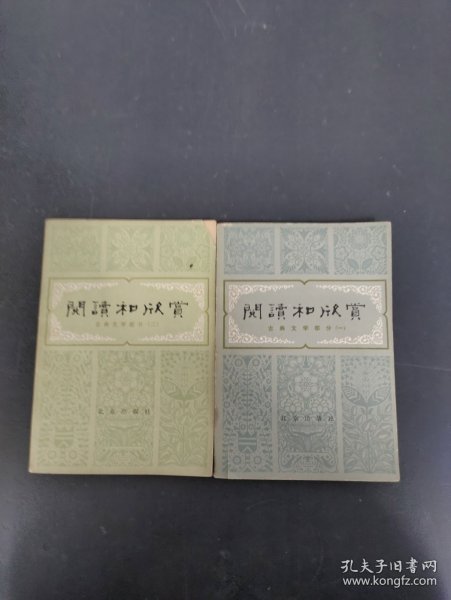 閱讀和欣賞
古典文学部分(二)
北京出版社
閱讀和欣賞
古典文学部分(一)
北京出版社
孔夫子旧书网
www.kongfz.com